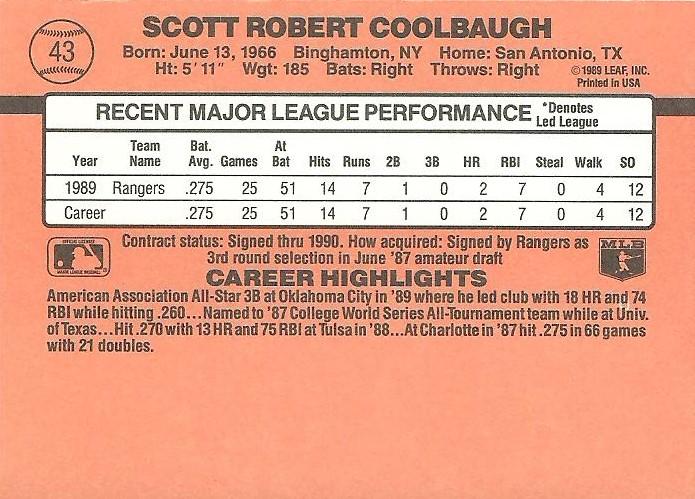 43
SCOTT ROBERT COOLBAUGH
Born: June 13, 1966 Binghamton, NY Home: San Antonio, TX
Ht: 5'11" Wgt: 185 Bats: Right Throws: Right
©1989 LEAF, INC.
Printed in USA
RECENT MAJOR LEAGUE PERFORMANCE *Denotes Led League
Year Team Name Bat. Avg. Games At Bat Hits Runs 2B 3B HR RBI Steal Walk SO
1989 Rangers .275 25 51 14 7 1 0 2 7 0 4 12
Career .275 25 51 14 7 1 0 2 7 0 4 12
OFFICIAL LICENSEE
MAJOR LEAGUE BASEBALL
Contract status: Signed thru 1990. How acquired: Signed by Rangers as
3rd round selection in June '87 amateur draft
MLB
CAREER HIGHLIGHTS
American Association All-Star 3B at Oklahoma City in '89 where he led club with 18 HR and 74
RBI while hitting .260...Named to '87 College World Series All-Tournament team while at Univ.
of Texas...Hit .270 with 13 HR and 75 RBI at Tulsa in '88...At Charlotte in '87 hit .275 in 66 games
with 21 doubles.